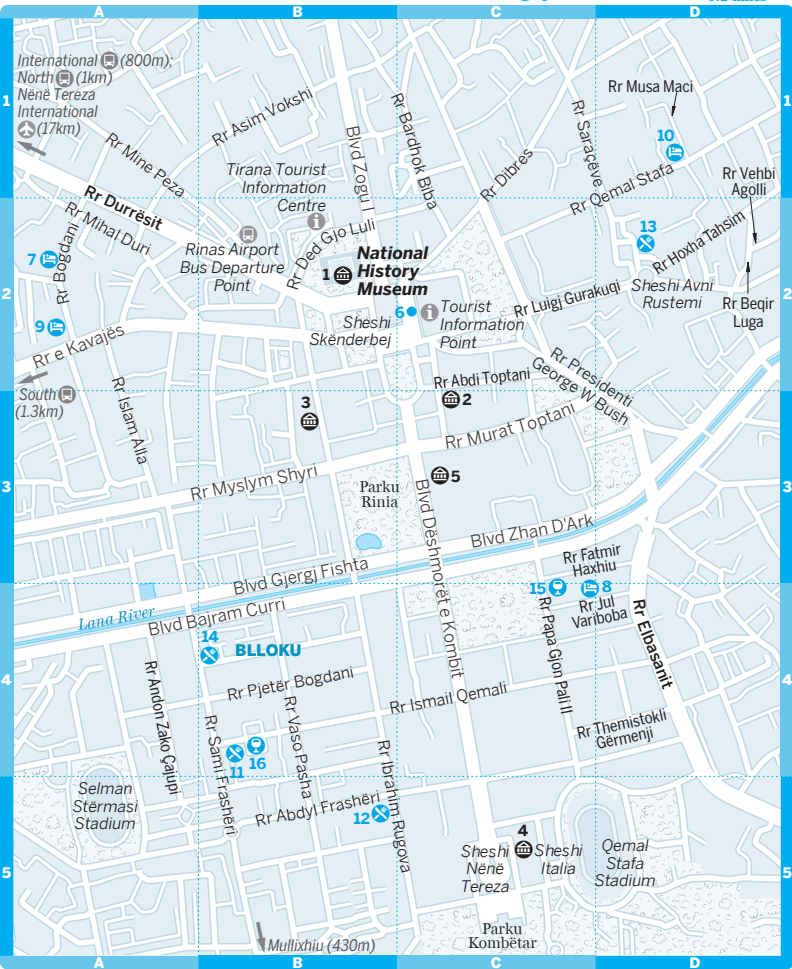 A
B
C
D
1
International (800m);
North (1km)
Nënë Tereza
International
(17km)
Rr Asim Vokshi
Rr Mine Peza
Blvd Zogu I
Rr Bardhok Biba
Rr Dibres
Rr Saraçëve
Rr Musa Maci
10
1
Tirana Tourist
Information
Centre
Rr Qemal Stafa
Rr Vehbi
Agolli
Rr Durrësit
Rr Mihal Duri
Rr Bogdani
7
Rinas Airport
Bus Departure
Point
Rr Ded Gjo Luli
1
National
History
Museum
13
Rr Hoxha Tahsim
Sheshi Avni
Rustemi
Rr Beqir
Luga
2
9
Rr e Kavajës
Sheshi
Skënderbej
6
Tourist
Information
Point
Rr Luigj Gurakuqi
2
South
(1.3km)
Rr Islam Alla
3
Rr Abdi Toptani
2
Rr Presidenti
George W Bush
Rr Murat Toptani
3
Rr Myslym Shyri
Parku
Rinia
5
Blvd Dëshmorët e Kombit
Blvd Zhan D'Ark
3
Blvd Gjergj Fishta
Rr Fatmir
Haxhiu
15
8
Rr Jul
Variboba
Lana River
Blvd Bajram Curri
14
BLLOKU
Rr Papa Gjon Pali II
Rr Elbasanit
4
Rr Andon Zako Çajupi
Rr Pjetër Bogdani
Rr Ismail Qemali
4
Rr Sami Frashëri
11
16
Rr Vaso Pasha
Rr Ibrahim Rugova
Rr Themistokli
Gërmenji
Selman
Stërmasi
Stadium
Rr Abdyl Frashëri
12
5
Sheshi
Nënë
Tereza
4
Sheshi
Italia
Qemal
Stafa
Stadium
5
Mullixhiu (430m)
Parku
Kombëtar
A
B
C
D